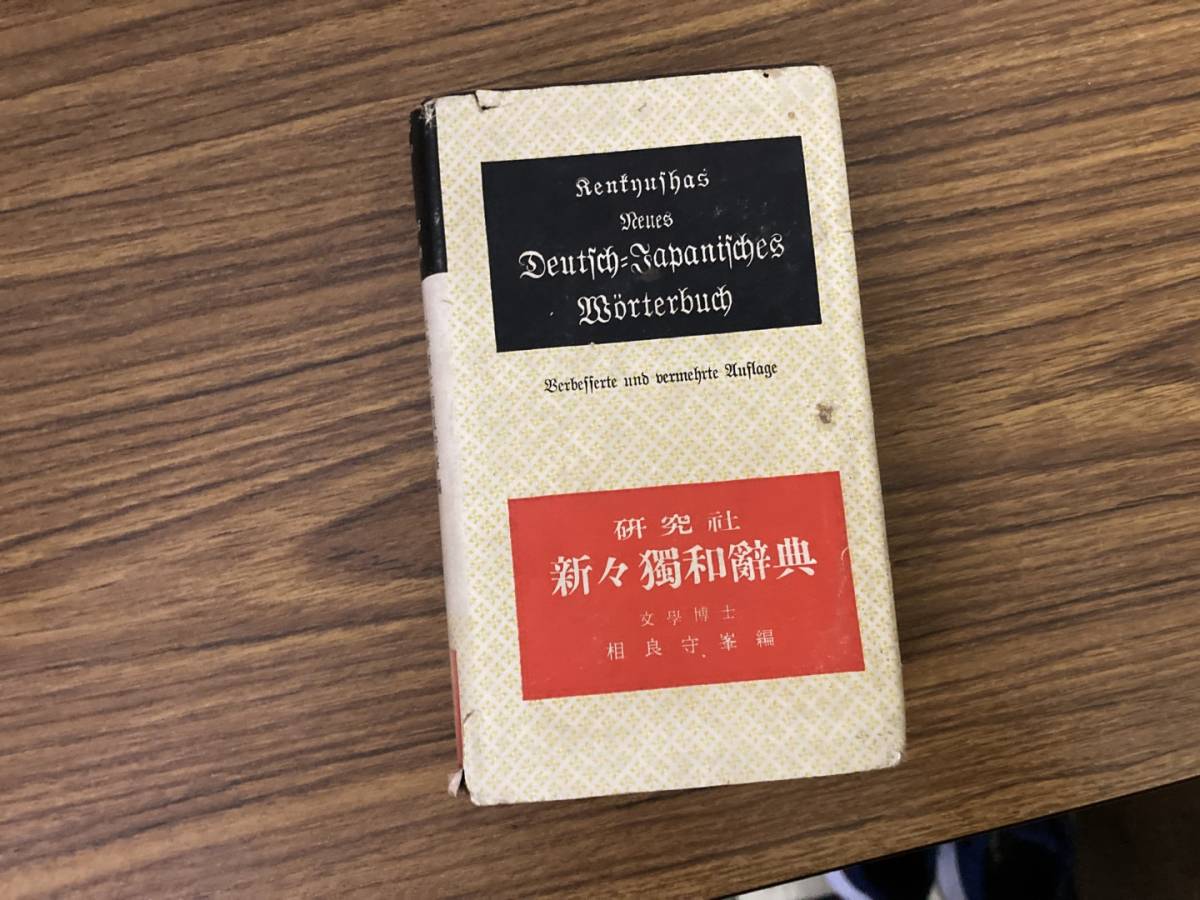 Kenkyushas
Neues
Deutsch=Japanisches
Wörterbuch
Verbesserte und vermehrte Auflage
研究社
新々獨和辭典
文學博士
相良守峯編